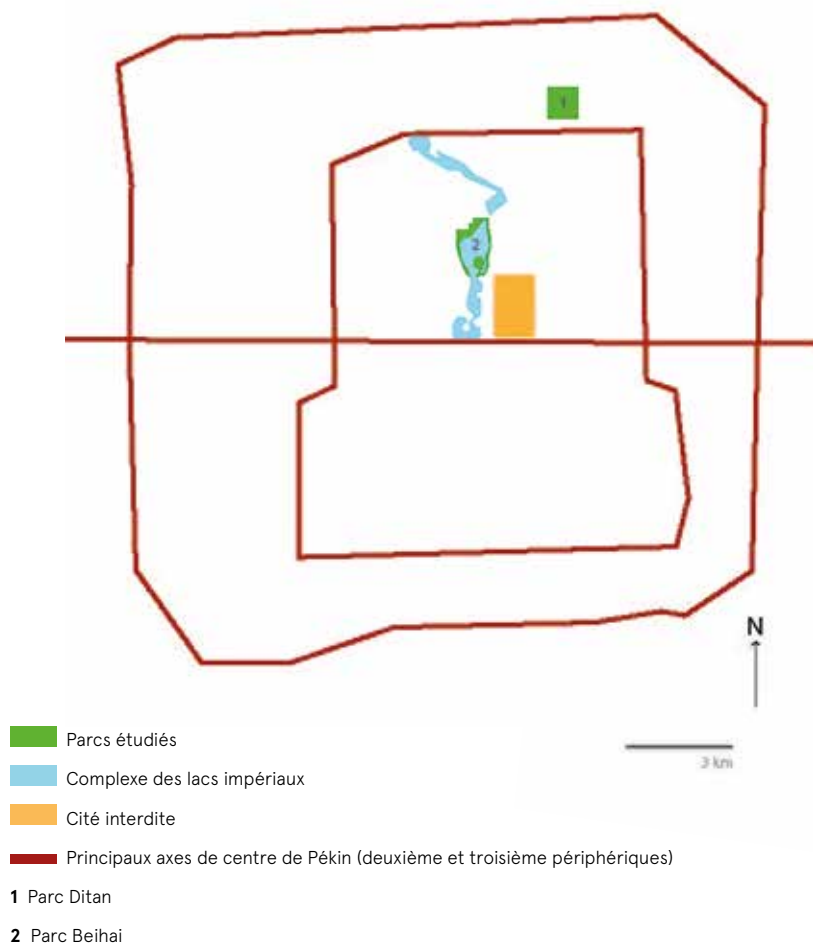 1
2
N
3 km
Parcs étudiés
Complexe des lacs impériaux
Cité interdite
Principaux axes de centre de Pékin (deuxième et troisième périphériques)
1 Parc Ditan
2 Parc Beihai